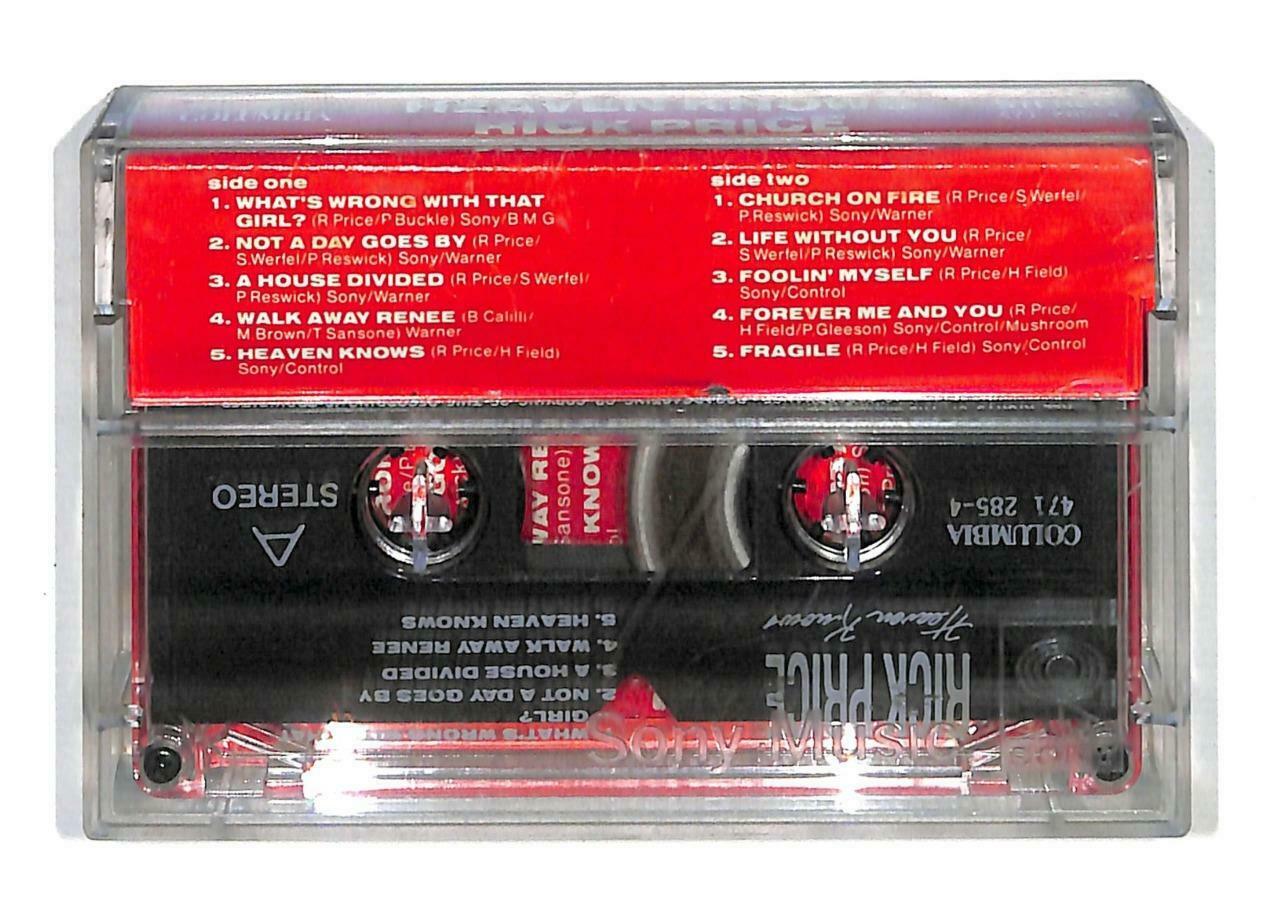 COLUMBIA
HEAVEN KNOWS
RICK PRICE
side one
1. WHAT'S WRONG WITH THAT
GIRL? (R Price/P Buckle) Sony/B M G
2. NOT A DAY GOES BY (R Price/
S.Werfel/P Reswick) Sony/Warner
3. A HOUSE DIVIDED (R Price/S Werfel/
P Reswick) Sony/Warner
4. WALK AWAY RENEE (B Calilli/
M Brown/T Sansone) Warner
5. HEAVEN KNOWS (R Price/H Field)
Sony/Control
side two
1. CHURCH ON FIRE (R Price/S Werfel/
P.Reswick) Sony/Warner
2. LIFE WITHOUT YOU (R Price/
S Werfel/P Reswick) Sony/Warner
3. FOOLIN' MYSELF (R Price/H Field)
Sony/Control
4. FOREVER ME AND YOU (R Price/
H Field/P.Gleeson) Sony/Control/Mushroom
5. FRAGILE (R Price/H Field) Sony/Control
WAY RE
ansone)
KNOW
A
STEREO
COLUMBIA
471 285-4
RICK PRICE
Heaven Knows
WHAT'S WRONG
GIRL?
2. NOT A DAY GOES BY
3. A HOUSE DIVIDED
4. WALK AWAY RENEE
5. HEAVEN KNOWS
Sony Music